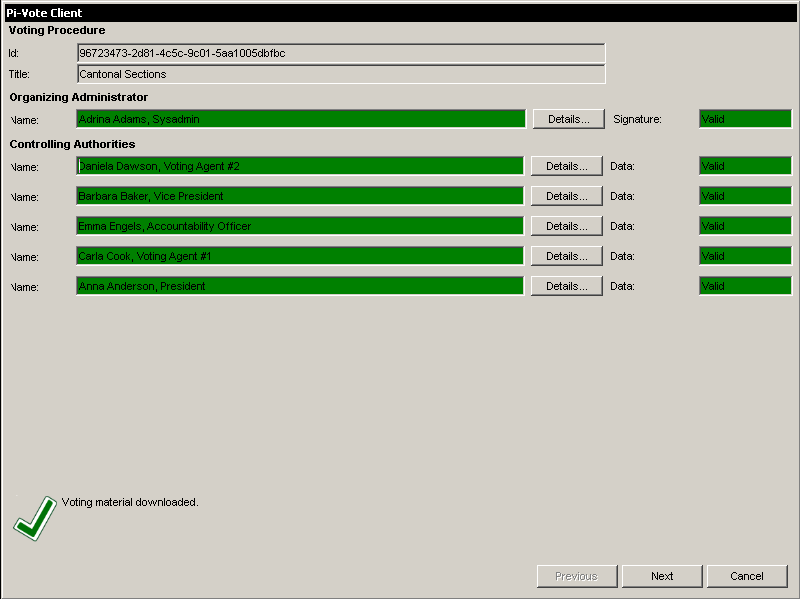 Pi-Vote Client
Voting Procedure
Id: 96723473-2d81-4c5c-9c01-5aa1005dbfbc
Title: Cantonal Sections
Organizing Administrator
Name: Adrina Adams, Sysadmin Details... Signature: Valid
Controlling Authorities
Name: Daniela Dawson, Voting Agent #2 Details... Data: Valid
Name: Barbara Baker, Vice President Details... Data: Valid
Name: Emma Engels, Accountability Officer Details... Data: Valid
Name: Carla Cook, Voting Agent #1 Details... Data: Valid
Name: Anna Anderson, President Details... Data: Valid
Voting material downloaded.
Previous Next Cancel